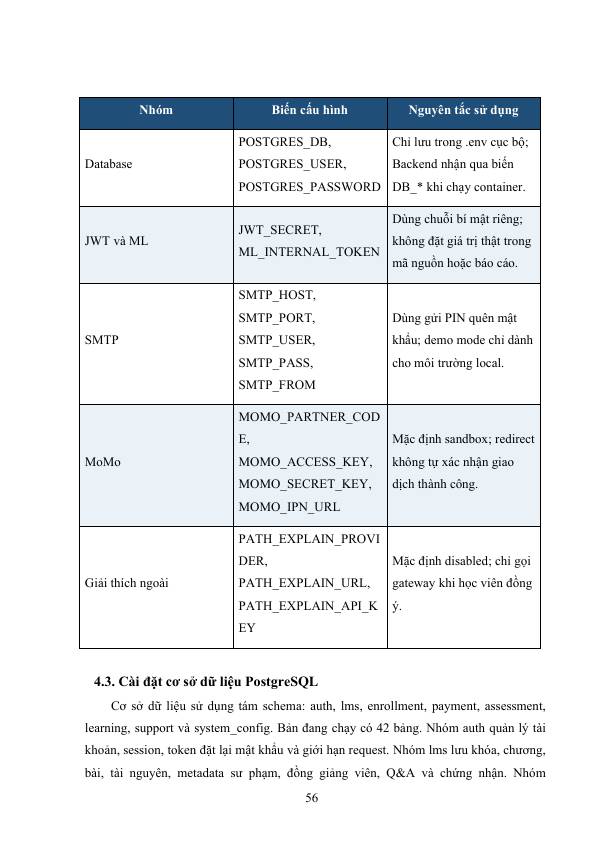 Nhóm Biến cấu hình Nguyên tắc sử dụng
Database
POSTGRES_DB,
POSTGRES_USER,
POSTGRES_PASSWORD
Chỉ lưu trong .env cục bộ;
Backend nhận qua biến
DB_* khi chạy container.
JWT và ML
JWT_SECRET,
ML_INTERNAL_TOKEN
Dùng chuỗi bí mật riêng;
không đặt giá trị thật trong
mã nguồn hoặc báo cáo.
SMTP
SMTP_HOST,
SMTP_PORT,
SMTP_USER,
SMTP_PASS,
SMTP_FROM
Dùng gửi PIN quên mật
khẩu; demo mode chỉ dành
cho môi trường local.
MoMo
MOMO_PARTNER_COD
E,
MOMO_ACCESS_KEY,
MOMO_SECRET_KEY,
MOMO_IPN_URL
Mặc định sandbox; redirect
không tự xác nhận giao
dịch thành công.
Giải thích ngoài
PATH_EXPLAIN_PROVI
DER,
PATH_EXPLAIN_URL,
PATH_EXPLAIN_API_K
EY
Mặc định disabled; chỉ gọi
gateway khi học viên đồng
ý.
4.3. Cài đặt cơ sở dữ liệu PostgreSQL
Cơ sở dữ liệu sử dụng tám schema: auth, lms, enrollment, payment, assessment,
learning, support và system_config. Bản đang chạy có 42 bảng. Nhóm auth quản lý tài
khoản, session, token đặt lại mật khẩu và giới hạn request. Nhóm lms lưu khóa, chương,
bài, tài nguyên, metadata sư phạm, đồng giảng viên, Q&A và chứng nhận. Nhóm
56